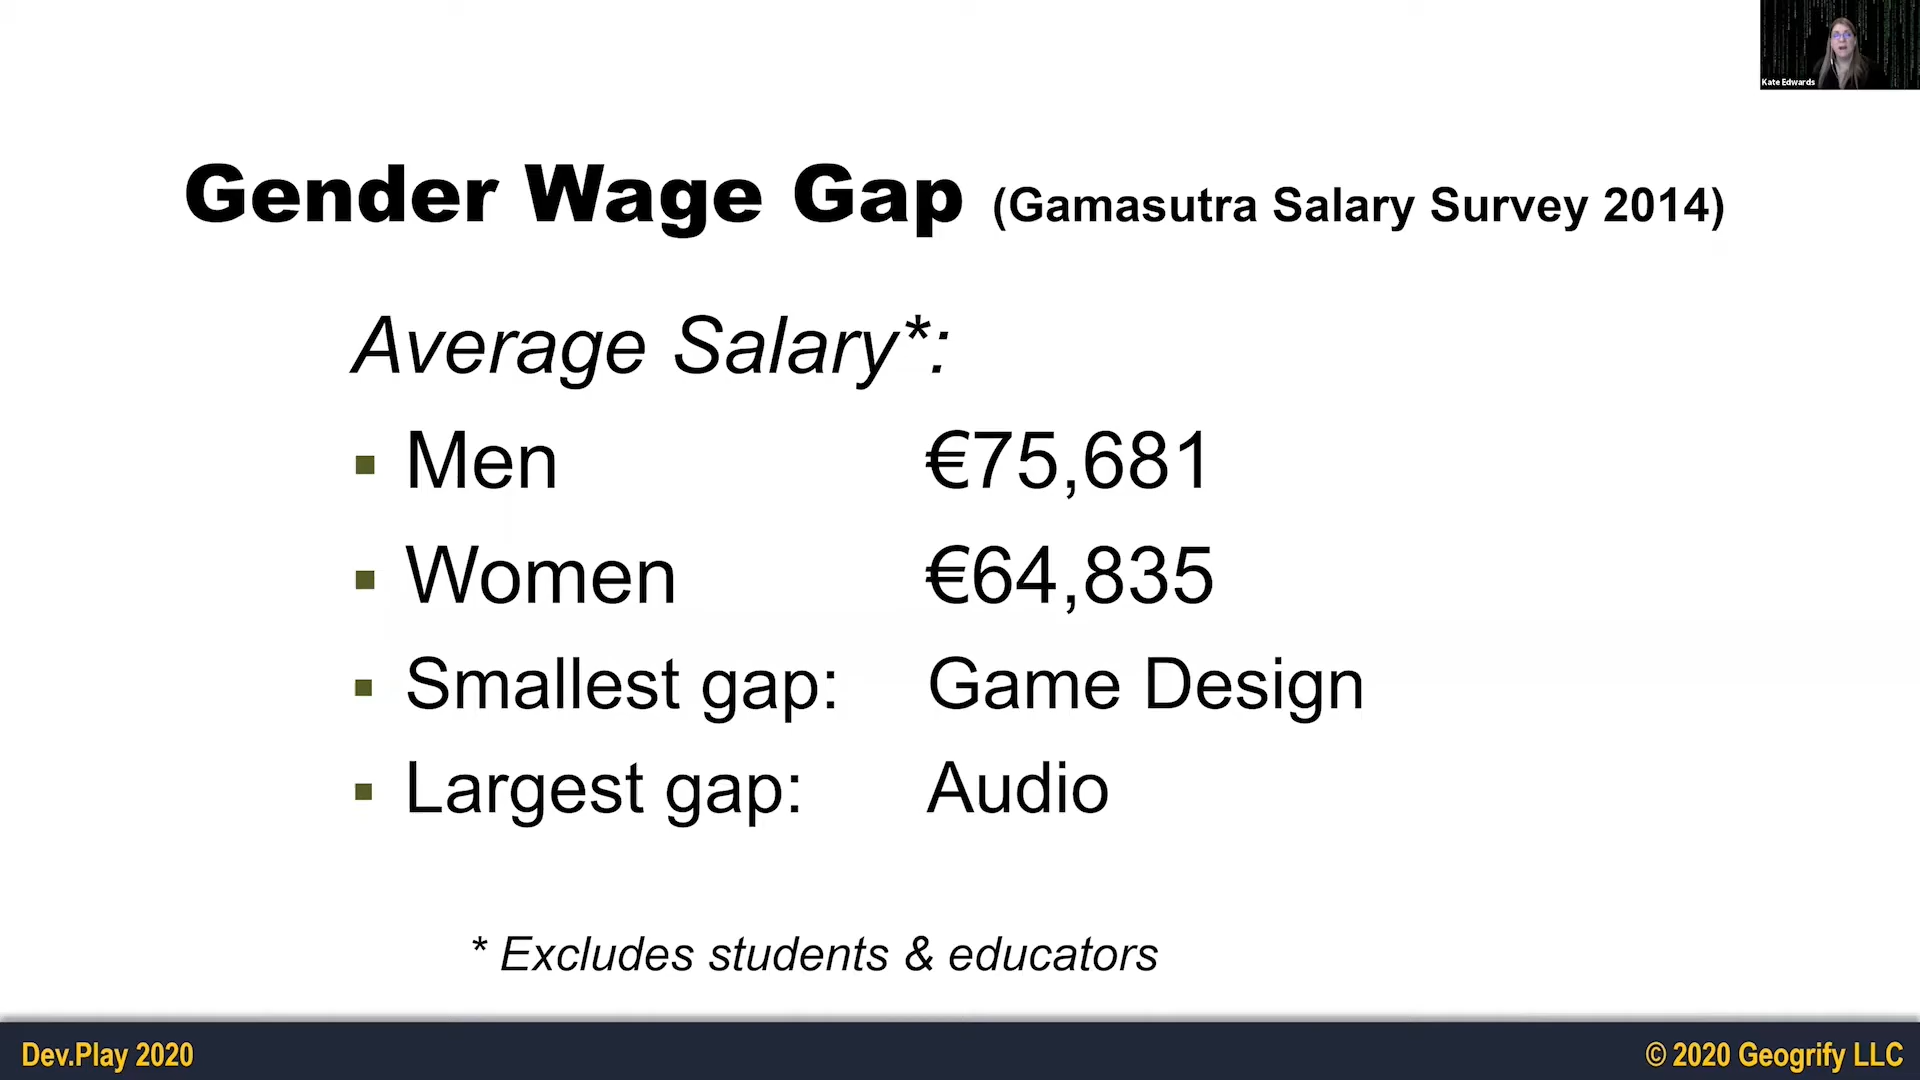 Kate Edwards
Gender Wage Gap (Gamasutra Salary Survey 2014)
Average Salary*:
▪ Men €75,681
▪ Women €64,835
▪ Smallest gap: Game Design
▪ Largest gap: Audio
* Excludes students & educators
Dev.Play 2020 © 2020 Geogrify LLC